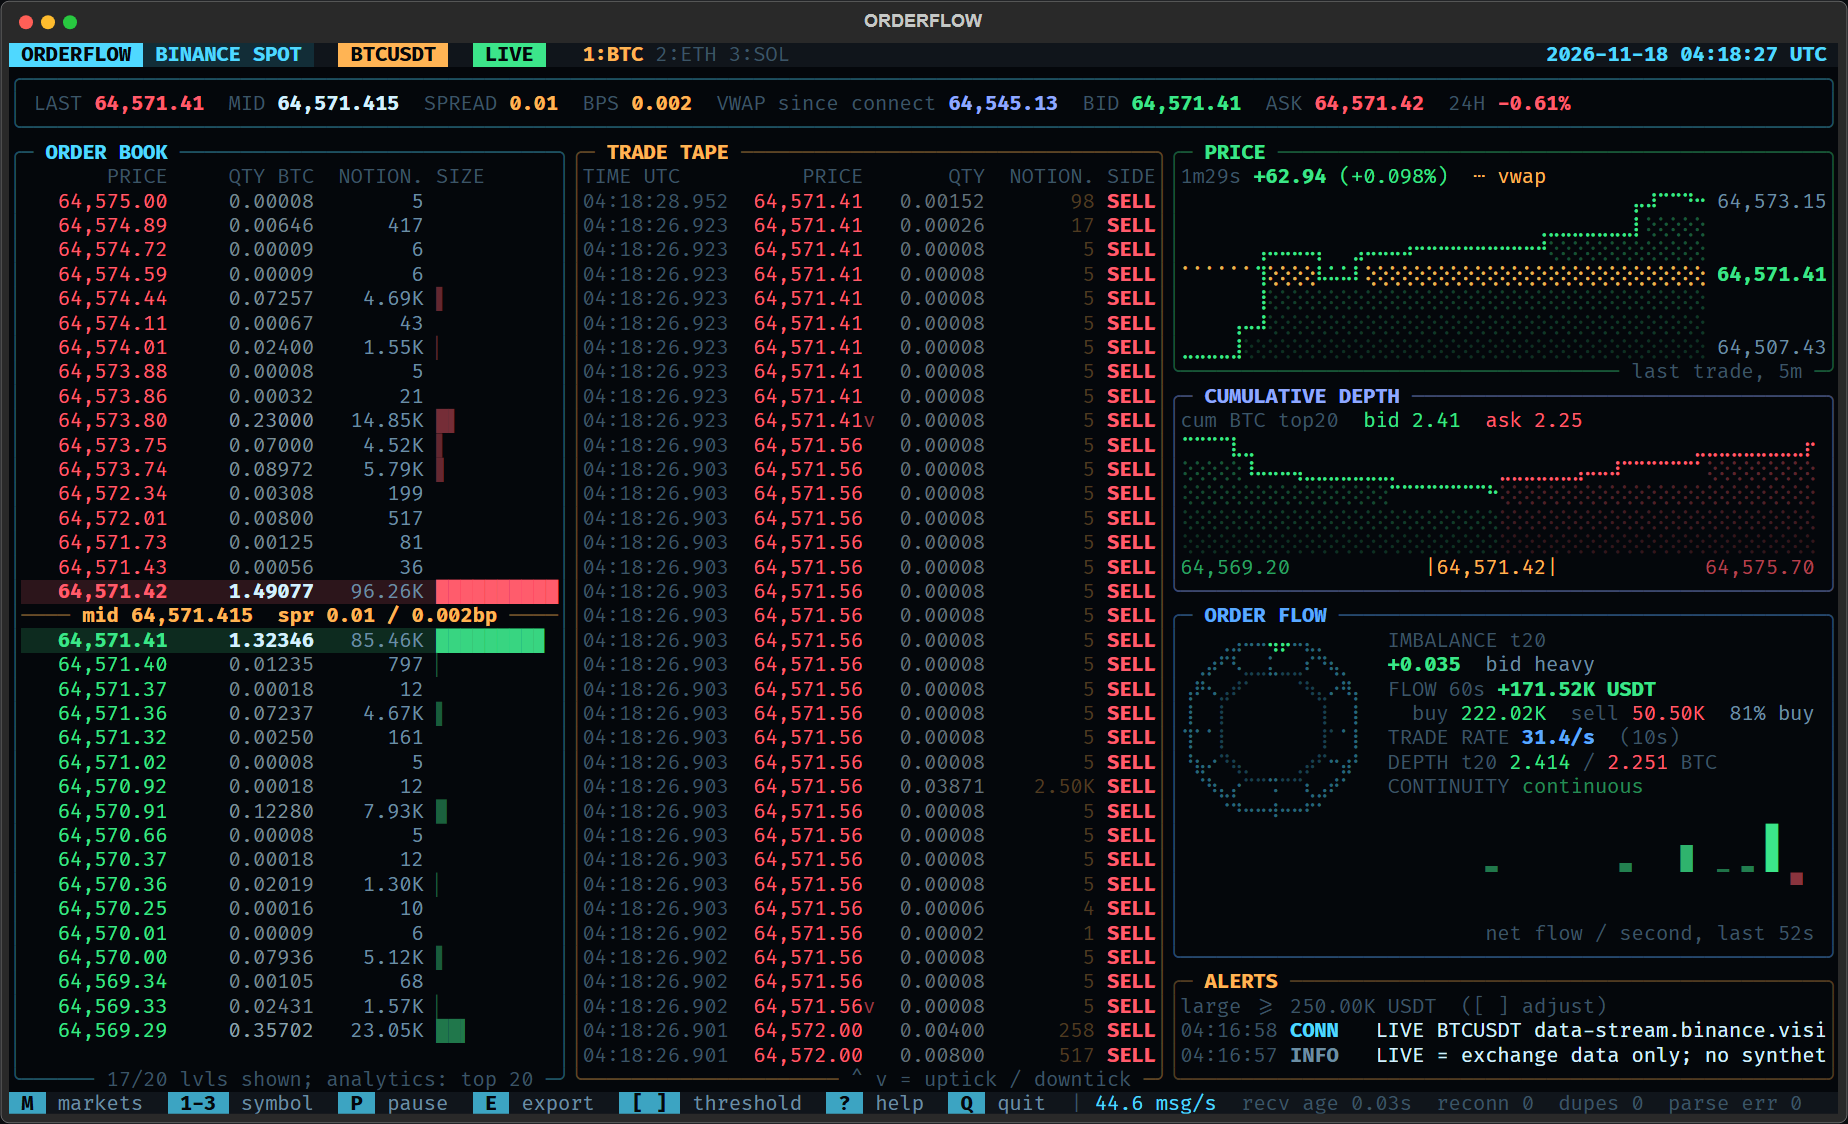 ORDERFLOW
ORDERFLOW BINANCE SPOT BTCUSDT LIVE 1:BTC 2:ETH 3:SOL 2026-11-18 04:18:27 UTC
LAST 64,571.41 MID 64,571.415 SPREAD 0.01 BPS 0.002 VWAP since connect 64,545.13 BID 64,571.41 ASK 64,571.42 24H -0.61%
ORDER BOOK
PRICE QTY BTC NOTION. SIZE
64,575.00 0.00008 5
64,574.89 0.00646 417
64,574.72 0.00009 6
64,574.59 0.00009 6
64,574.44 0.07257 4.69K
64,574.11 0.00067 43
64,574.01 0.02400 1.55K
64,573.88 0.00008 5
64,573.86 0.00032 21
64,573.80 0.23000 14.85K
64,573.75 0.07000 4.52K
64,573.74 0.08972 5.79K
64,572.34 0.00308 199
64,572.01 0.00800 517
64,571.73 0.00125 81
64,571.43 0.00056 36
64,571.42 1.49077 96.26K
mid 64,571.415 spr 0.01 / 0.002bp
64,571.41 1.32346 85.46K
64,571.40 0.01235 797
64,571.37 0.00018 12
64,571.36 0.07237 4.67K
64,571.32 0.00250 161
64,571.02 0.00008 5
64,570.92 0.00018 12
64,570.91 0.12280 7.93K
64,570.66 0.00008 5
64,570.37 0.00018 12
64,570.36 0.02019 1.30K
64,570.25 0.00016 10
64,570.01 0.00009 6
64,570.00 0.07936 5.12K
64,569.34 0.00105 68
64,569.33 0.02431 1.57K
64,569.29 0.35702 23.05K
17/20 lvls shown; analytics: top 20
TRADE TAPE
TIME UTC PRICE QTY NOTION. SIDE
04:18:28.952 64,571.41 0.00152 98 SELL
04:18:26.923 64,571.41 0.00026 17 SELL
04:18:26.923 64,571.41 0.00008 5 SELL
04:18:26.923 64,571.41 0.00008 5 SELL
04:18:26.923 64,571.41 0.00008 5 SELL
04:18:26.923 64,571.41 0.00008 5 SELL
04:18:26.923 64,571.41 0.00008 5 SELL
04:18:26.923 64,571.41 0.00008 5 SELL
04:18:26.923 64,571.41 0.00008 5 SELL
04:18:26.923 64,571.41v 0.00008 5 SELL
04:18:26.903 64,571.56 0.00008 5 SELL
04:18:26.903 64,571.56 0.00008 5 SELL
04:18:26.903 64,571.56 0.00008 5 SELL
04:18:26.903 64,571.56 0.00008 5 SELL
04:18:26.903 64,571.56 0.00008 5 SELL
04:18:26.903 64,571.56 0.00008 5 SELL
04:18:26.903 64,571.56 0.00008 5 SELL
04:18:26.903 64,571.56 0.00008 5 SELL
04:18:26.903 64,571.56 0.00008 5 SELL
04:18:26.903 64,571.56 0.00008 5 SELL
04:18:26.903 64,571.56 0.00008 5 SELL
04:18:26.903 64,571.56 0.00008 5 SELL
04:18:26.903 64,571.56 0.00008 5 SELL
04:18:26.903 64,571.56 0.00008 5 SELL
04:18:26.903 64,571.56 0.03871 2.50K SELL
04:18:26.903 64,571.56 0.00008 5 SELL
04:18:26.903 64,571.56 0.00008 5 SELL
04:18:26.903 64,571.56 0.00008 5 SELL
04:18:26.903 64,571.56 0.00008 5 SELL
04:18:26.903 64,571.56 0.00006 4 SELL
04:18:26.902 64,571.56 0.00002 1 SELL
04:18:26.902 64,571.56 0.00008 5 SELL
04:18:26.902 64,571.56 0.00008 5 SELL
04:18:26.902 64,571.56v 0.00008 5 SELL
04:18:26.901 64,572.00 0.00400 258 SELL
04:18:26.901 64,572.00 0.00800 517 SELL
^ v = uptick / downtick
PRICE
1m29s +62.94 (+0.098%) vwap
64,573.15
64,571.41
64,507.43
last trade, 5m
CUMULATIVE DEPTH
cum BTC top20 bid 2.41 ask 2.25
64,569.20 |64,571.42| 64,575.70
ORDER FLOW
IMBALANCE t20
+0.035 bid heavy
FLOW 60s +171.52K USDT
buy 222.02K sell 50.50K 81% buy
TRADE RATE 31.4/s (10s)
DEPTH t20 2.414 / 2.251 BTC
CONTINUITY continuous
net flow / second, last 52s
ALERTS
large ≥ 250.00K USDT ([ ] adjust)
04:16:58 CONN LIVE BTCUSDT data-stream.binance.visi
04:16:57 INFO LIVE = exchange data only; no synthet
M markets 1-3 symbol P pause E export [ ] threshold ? help Q quit | 44.6 msg/s recv age 0.03s reconn 0 dupes 0 parse err 0